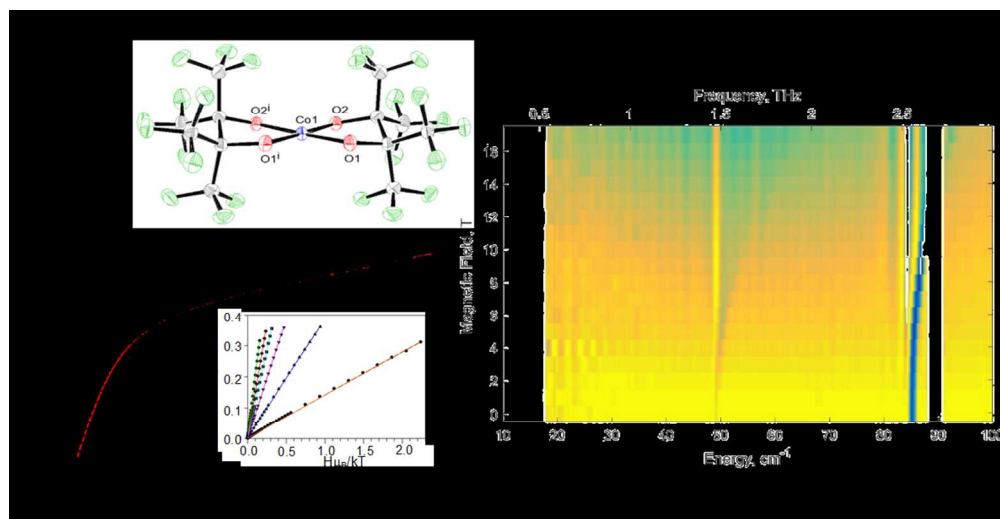 O2ⁱ
Co1
O2
O1ⁱ
O1
Frequency, THz
0.5 1 1.5 2 2.5
Magnetic Field, T
16
14
12
10
8
6
4
2
0
10 20 30 40 50 60 70 80 90 100
Energy, cm⁻¹
0.4
0.3
0.2
0.1
0.0
0.0 0.5 1.0 1.5 2.0
HμB/kT